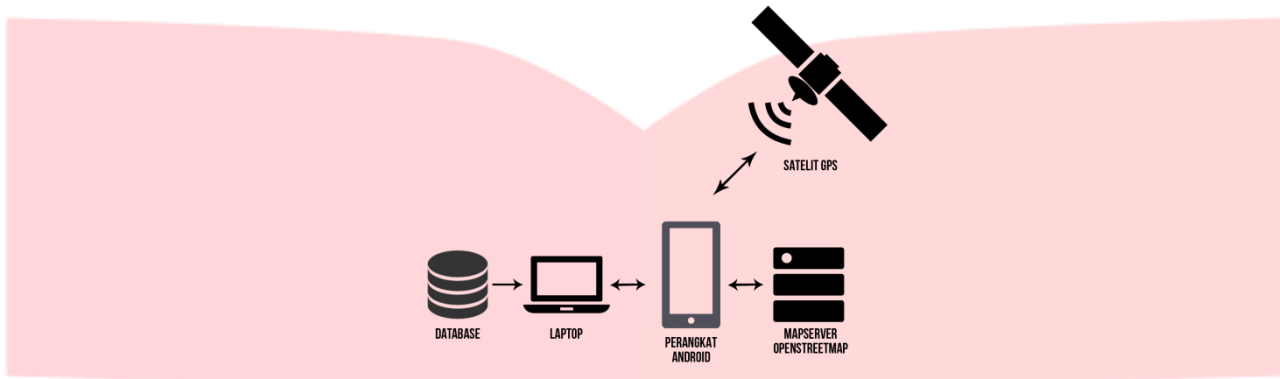 SATELIT GPS
DATABASE
LAPTOP
PERANGKAT
ANDROID
MAPSERVER
OPENSTREETMAP